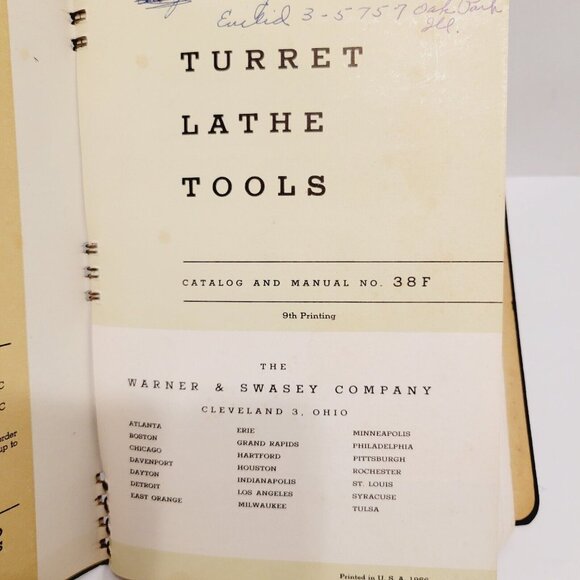 Euclid 3-5757 Oak Park
Ill.
TURRET
LATHE
TOOLS
CATALOG AND MANUAL NO. 38F
9th Printing
THE
WARNER & SWASEY COMPANY
CLEVELAND 3, OHIO
ATLANTA
BOSTON
CHICAGO
DAVENPORT
DAYTON
DETROIT
EAST ORANGE
ERIE
GRAND RAPIDS
HARTFORD
HOUSTON
INDIANAPOLIS
LOS ANGELES
MILWAUKEE
MINNEAPOLIS
PHILADELPHIA
PITTSBURGH
ROCHESTER
ST. LOUIS
SYRACUSE
TULSA
Printed in U. S. A.
C
C
up to